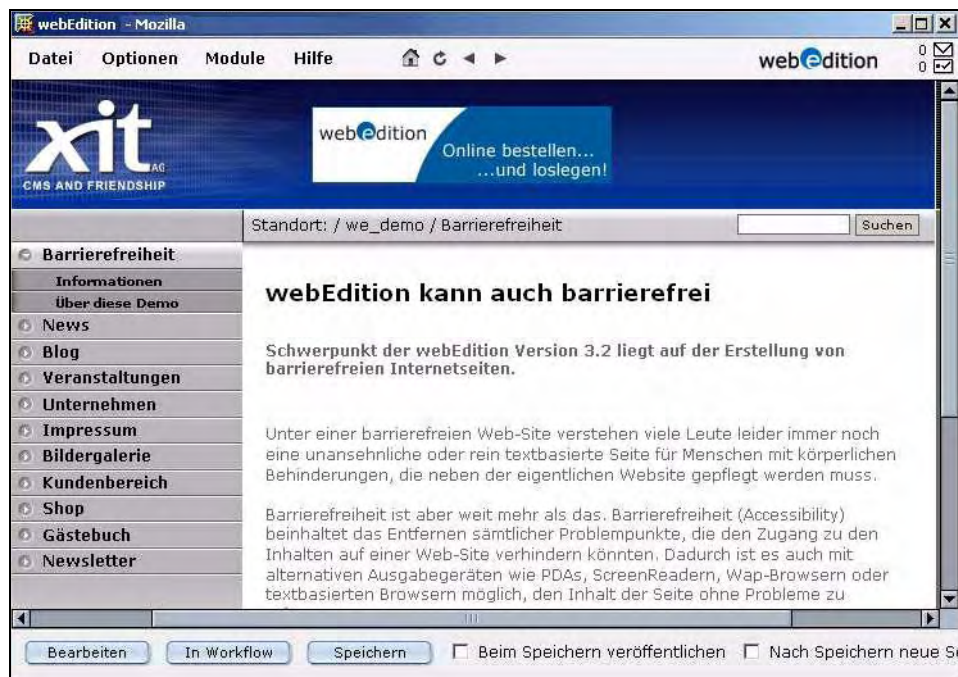 webEdition - Mozilla
Datei Optionen Module Hilfe webEdition 0
0
xit AG
CMS AND FRIENDSHIP
webEdition
Online bestellen...
...und loslegen!
Standort: / we_demo / Barrierefreiheit Suchen
Barrierefreiheit
Informationen
Über diese Demo
News
Blog
Veranstaltungen
Unternehmen
Impressum
Bildergalerie
Kundenbereich
Shop
Gästebuch
Newsletter
webEdition kann auch barrierefrei
Schwerpunkt der webEdition Version 3.2 liegt auf der Erstellung von
barrierefreien Internetseiten.
Unter einer barrierefreien Web-Site verstehen viele Leute leider immer noch
eine unansehnliche oder rein textbasierte Seite für Menschen mit körperlichen
Behinderungen, die neben der eigentlichen Website gepflegt werden muss.
Barrierefreiheit ist aber weit mehr als das. Barrierefreiheit (Accessibility)
beinhaltet das Entfernen sämtlicher Problempunkte, die den Zugang zu den
Inhalten auf einer Web-Site verhindern könnten. Dadurch ist es auch mit
alternativen Ausgabegeräten wie PDAs, ScreenReadern, Wap-Browsern oder
textbasierten Browsern möglich, den Inhalt der Seite ohne Probleme zu
Bearbeiten In Workflow Speichern Beim Speichern veröffentlichen Nach Speichern neue